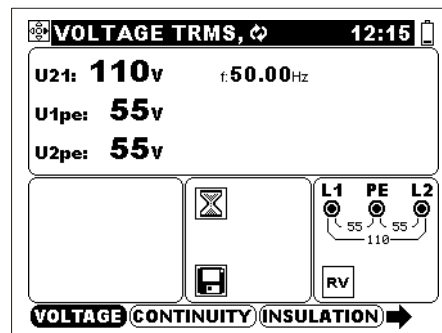 VOLTAGE TRMS, 12:15
U21: 110V f:50.00Hz
U1pe: 55V
U2pe: 55V
L1 PE L2
55 55
110
RV
VOLTAGE CONTINUITY INSULATION